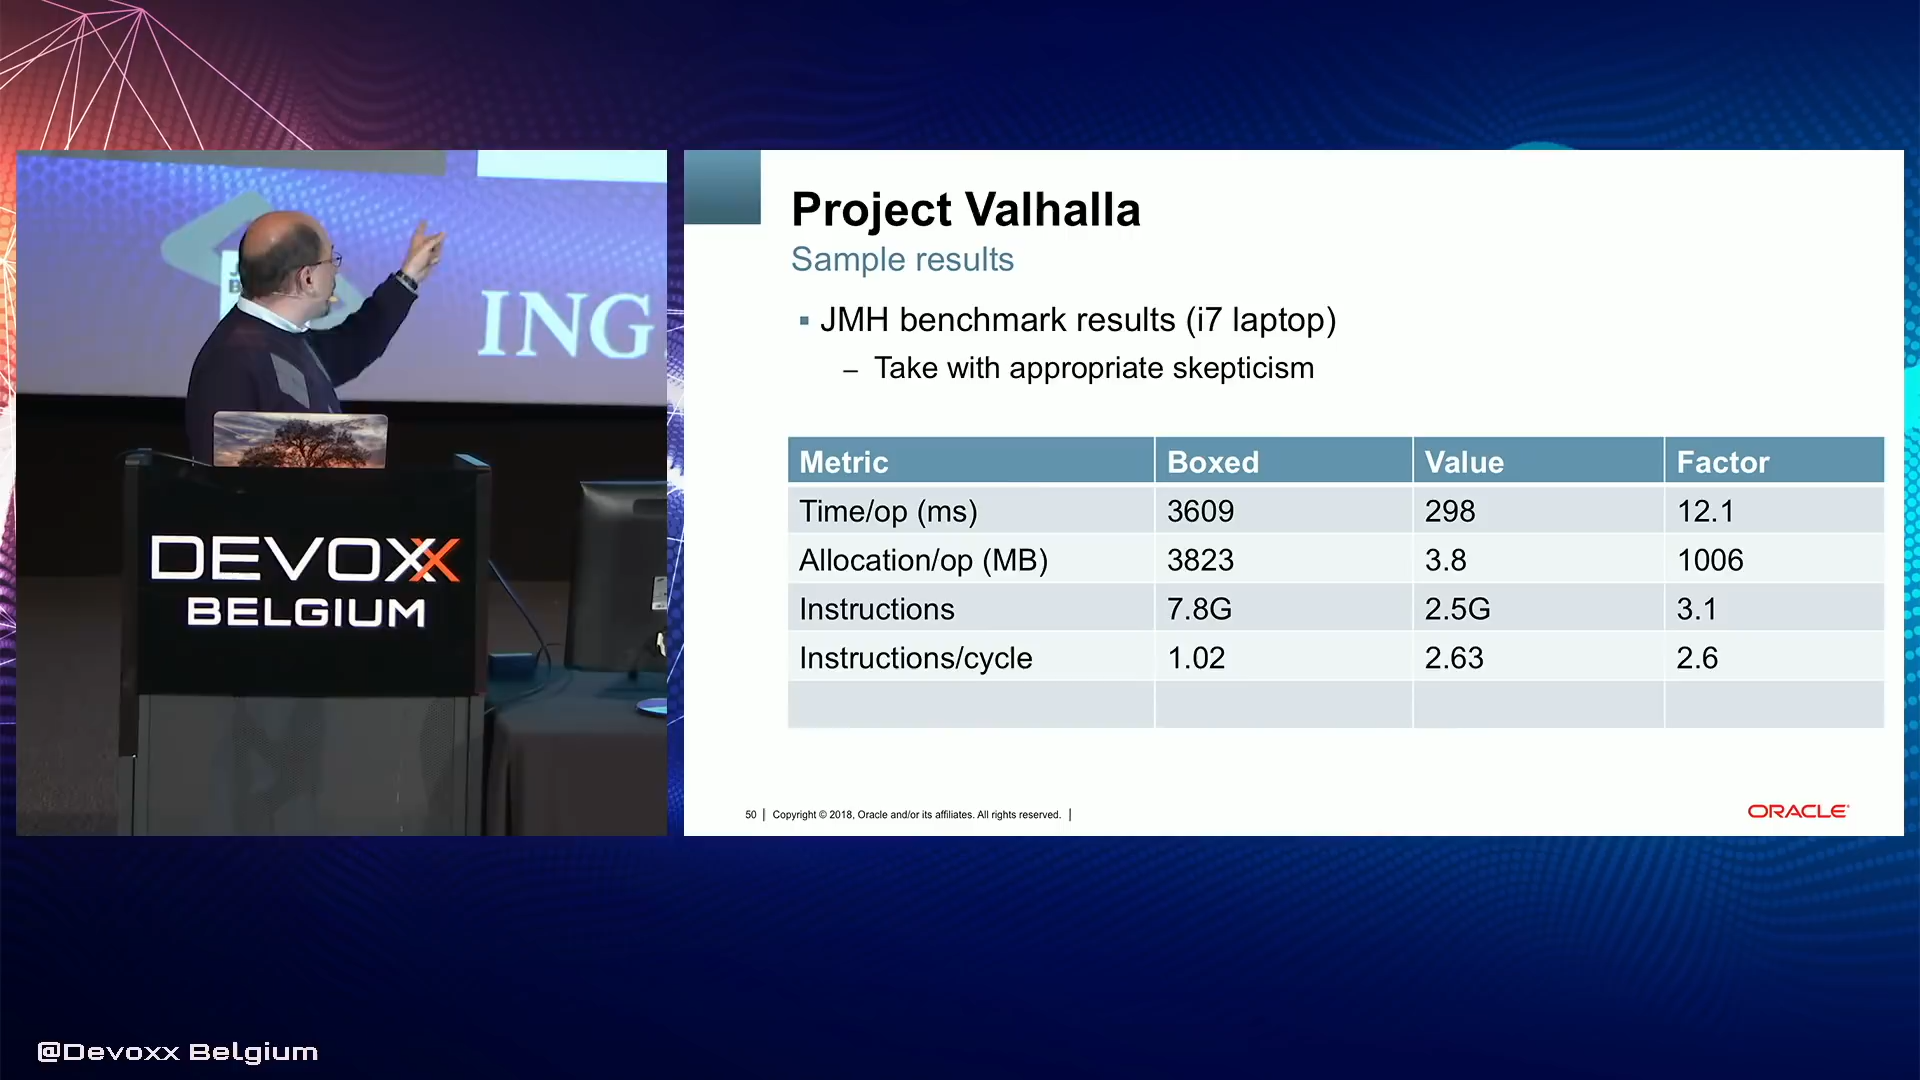 ING
DEVOXX
BELGIUM
Project Valhalla
Sample results
▪ JMH benchmark results (i7 laptop)
– Take with appropriate skepticism
Metric Boxed Value Factor
Time/op (ms) 3609 298 12.1
Allocation/op (MB) 3823 3.8 1006
Instructions 7.8G 2.5G 3.1
Instructions/cycle 1.02 2.63 2.6
50 | Copyright © 2018, Oracle and/or its affiliates. All rights reserved. |
ORACLE®
@Devoxx Belgium